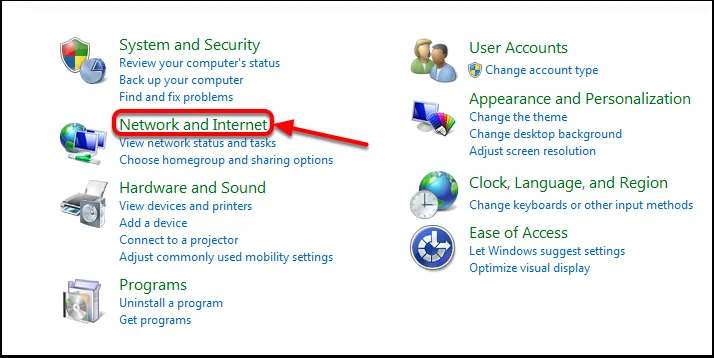 System and Security
Review your computer's status
Back up your computer
Find and fix problems
Network and Internet
View network status and tasks
Choose homegroup and sharing options
Hardware and Sound
View devices and printers
Add a device
Connect to a projector
Adjust commonly used mobility settings
Programs
Uninstall a program
Get programs
User Accounts
Change account type
Appearance and Personalization
Change the theme
Change desktop background
Adjust screen resolution
Clock, Language, and Region
Change keyboards or other input methods
Ease of Access
Let Windows suggest settings
Optimize visual display